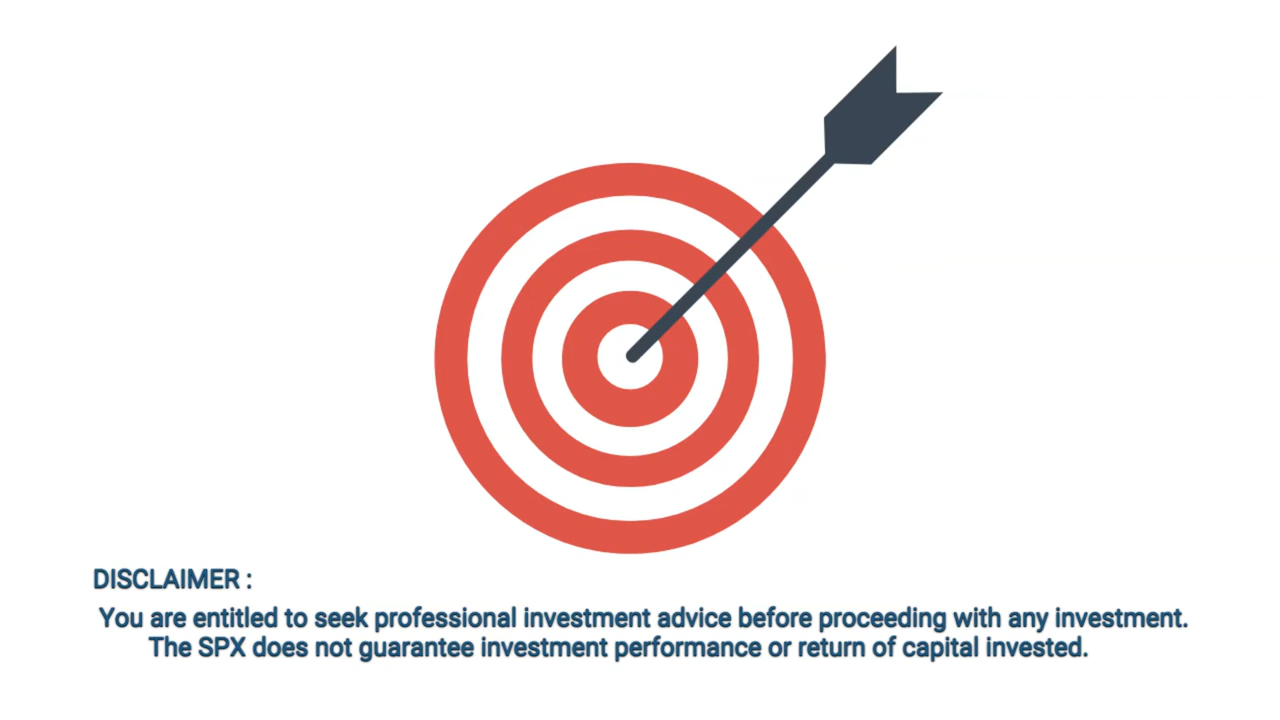 DISCLAIMER :
You are entitled to seek professional investment advice before proceeding with any investment.
The SPX does not guarantee investment performance or return of capital invested.